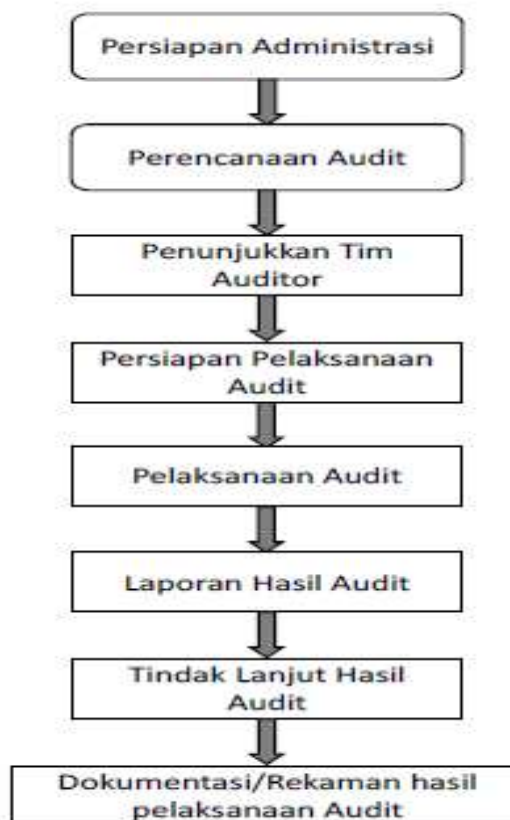 Persiapan Administrasi
Perencanaan Audit
Penunjukkan Tim
Auditor
Persiapan Pelaksanaan
Audit
Pelaksanaan Audit
Laporan Hasil Audit
Tindak Lanjut Hasil
Audit
Dokumentasi/Rekaman hasil
pelaksanaan Audit